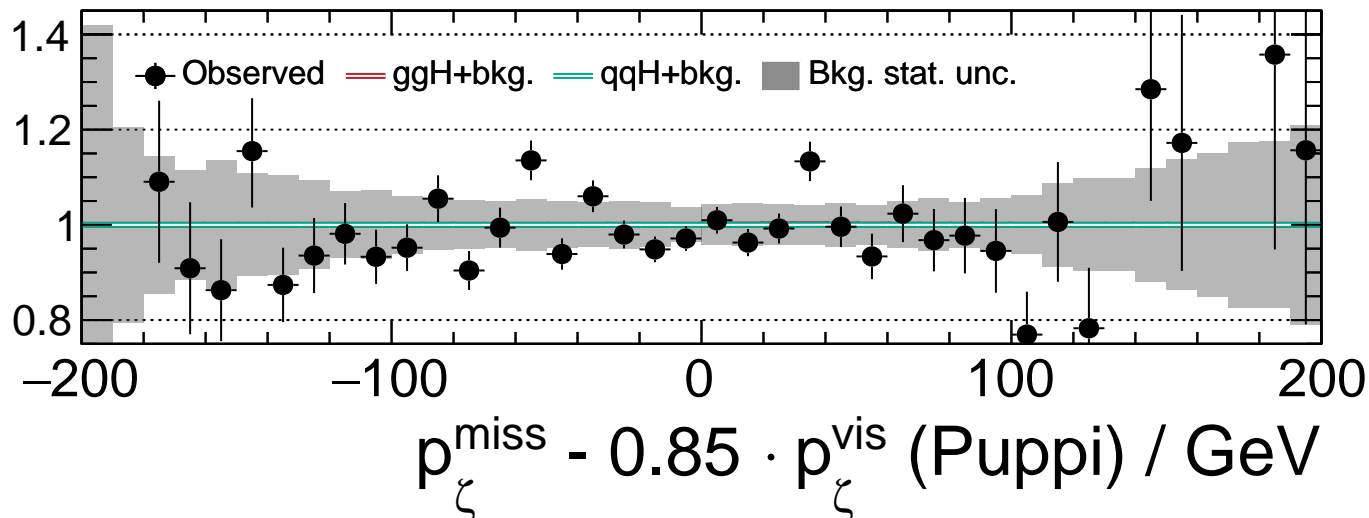 1.4
Observed ggH+bkg. qqH+bkg. Bkg. stat. unc.
1.2
1
0.8
−200 −100 0 100 200
p_ζ^miss - 0.85 · p_ζ^vis (Puppi) / GeV